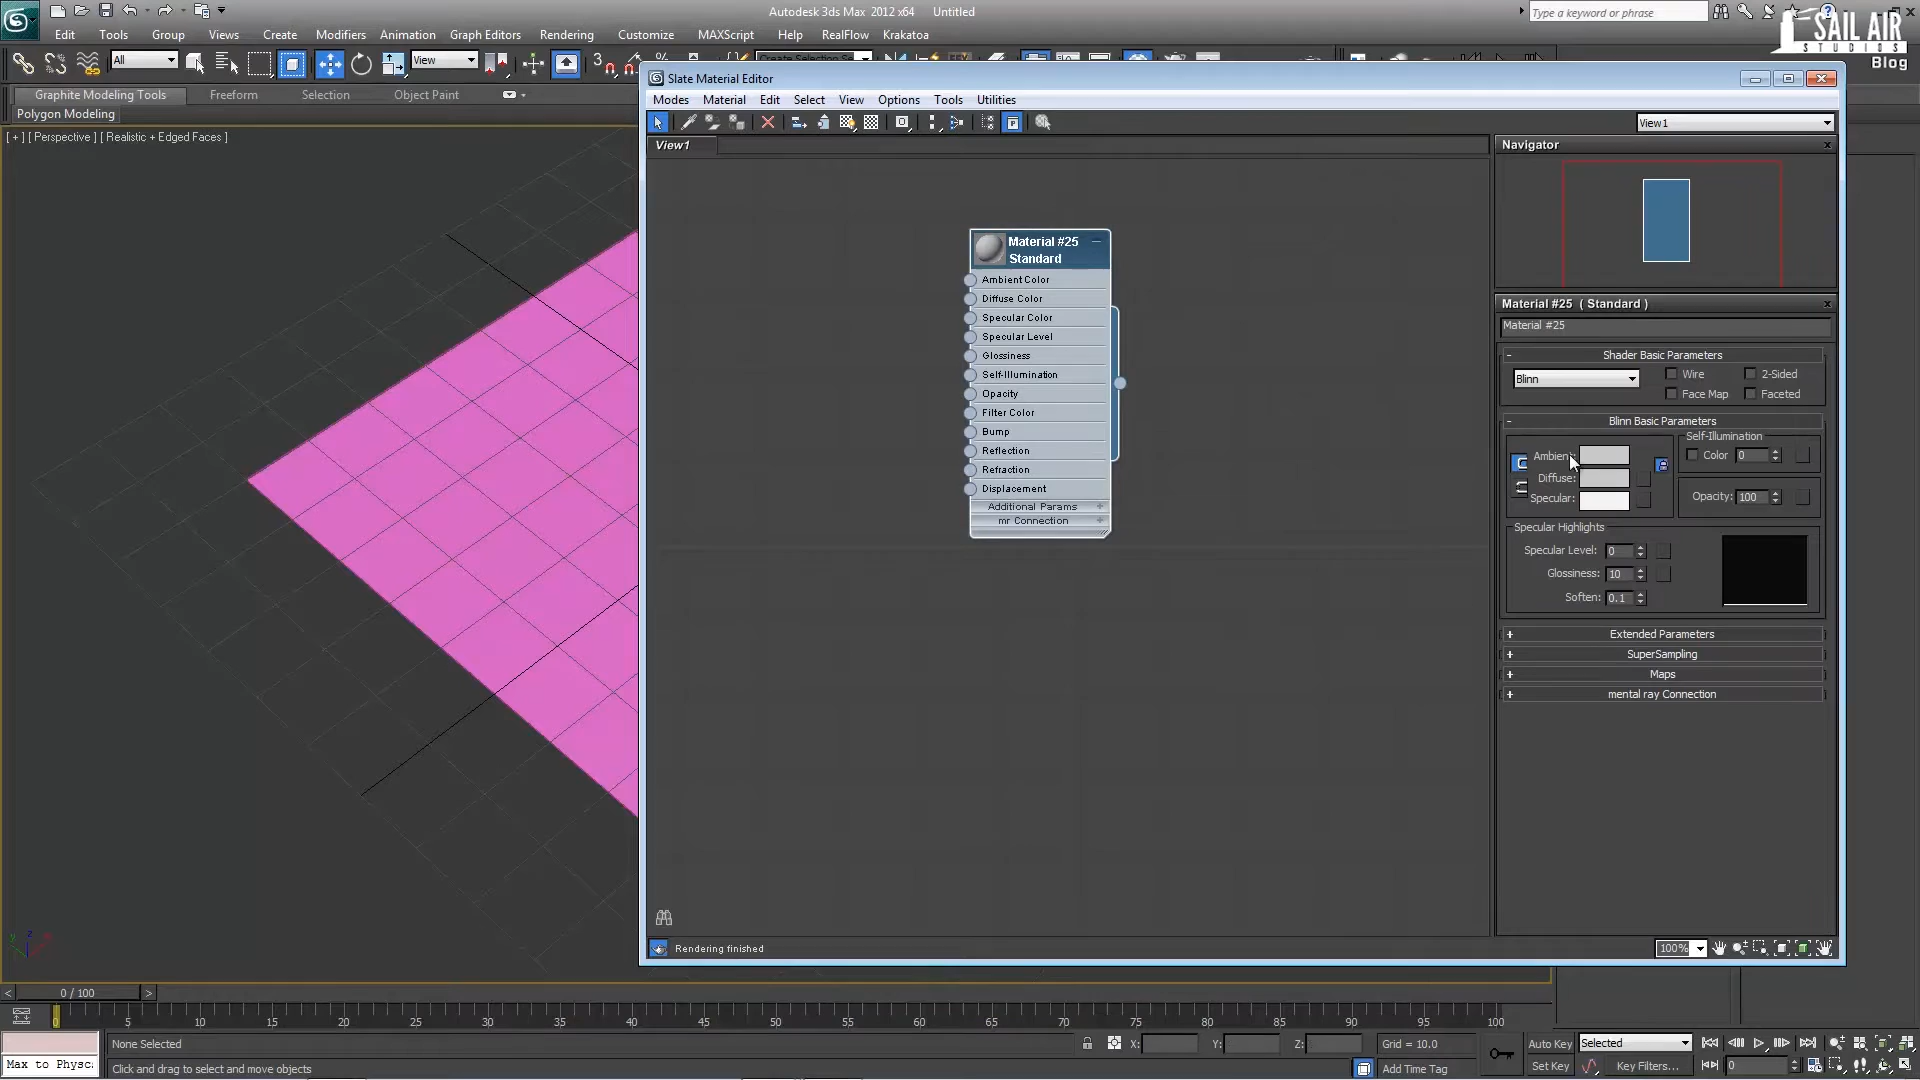 Autodesk 3ds Max 2012 x64 Untitled
Type a keyword or phrase
SAIL AIR
STUDIOS
Blog
Edit Tools Group Views Create Modifiers Animation Graph Editors Rendering Customize MAXScript Help RealFlow Krakatoa
All
View
3
Graphite Modeling Tools Freeform Selection Object Paint
Polygon Modeling
[ + ] [ Perspective ] [ Realistic + Edged Faces ]
Slate Material Editor
Modes Material Edit Select View Options Tools Utilities
View1
View1
Navigator
Material #25
Standard
Ambient Color
Diffuse Color
Specular Color
Specular Level
Glossiness
Self-Illumination
Opacity
Filter Color
Bump
Reflection
Refraction
Displacement
Additional Params +
mr Connection +
Material #25 ( Standard )
Material #25
- Shader Basic Parameters
Blinn
Wire 2-Sided
Face Map Faceted
- Blinn Basic Parameters
Self-Illumination
Ambient: Color 0
Diffuse:
Specular: Opacity: 100
Specular Highlights
Specular Level: 0
Glossiness: 10
Soften: 0.1
+ Extended Parameters
+ SuperSampling
+ Maps
+ mental ray Connection
Rendering finished
100%
< 0 / 100 >
0 5 10 15 20 25 30 35 40 45 50 55 60 65 70 75 80 85 90 95 100
None Selected X: Y: Z: Grid = 10.0 Auto Key Selected
Max to Physc: Click and drag to select and move objects Add Time Tag Set Key Key Filters... 0